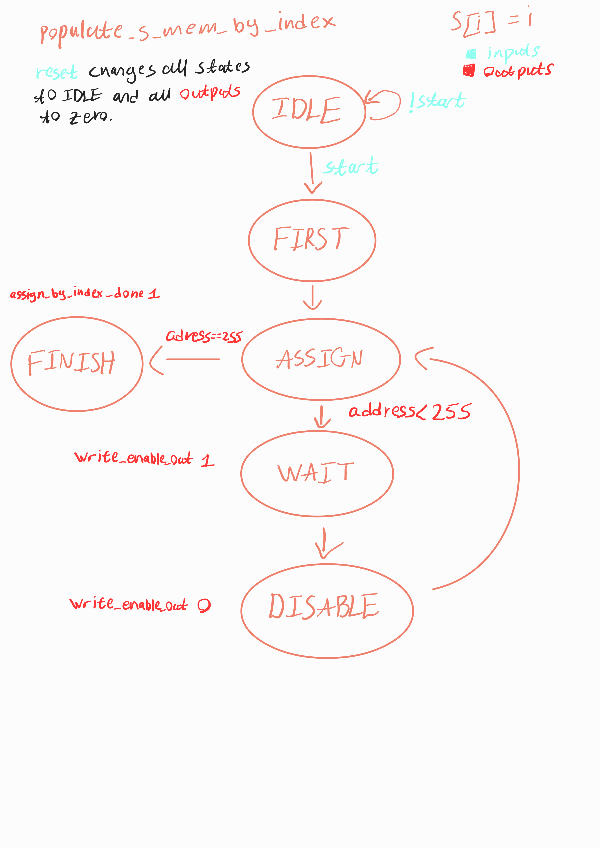 populate_s_mem_by_index
S[i] = i
inputs
outputs
reset changes all states
to IDLE and all outputs
to zero.
IDLE
!start
start
FIRST
assign_by_index_done 1
adress==255
FINISH
ASSIGN
address<255
write_enable_out 1
WAIT
write_enable_out 0
DISABLE